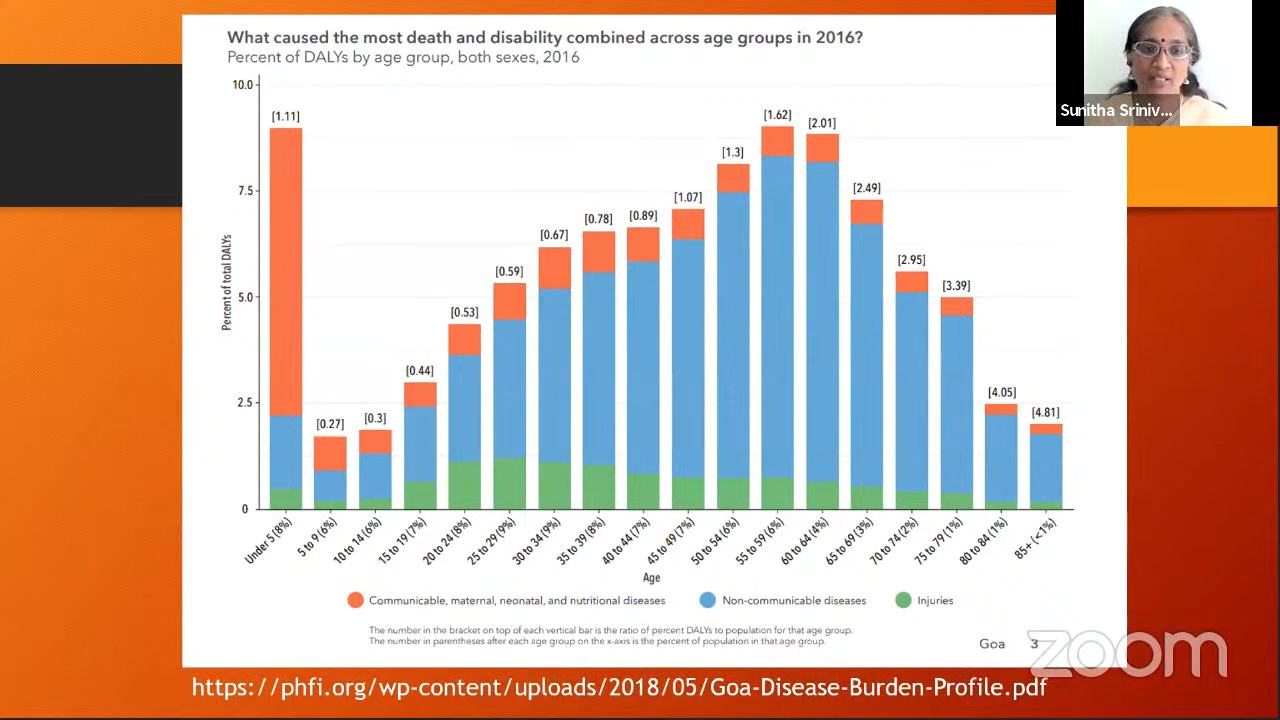 What caused the most death and disability combined across age groups in 2016?
Percent of DALYs by age group, both sexes, 2016
Sunitha Sriniv...
Percent of total DALYs
10.0
7.5
5.0
2.5
0
[1.11]
[0.27]
[0.3]
[0.44]
[0.53]
[0.59]
[0.67]
[0.78]
[0.89]
[1.07]
[1.3]
[1.62]
[2.01]
[2.49]
[2.95]
[3.39]
[4.05]
[4.81]
Under 5 (8%)
5 to 9 (6%)
10 to 14 (6%)
15 to 19 (7%)
20 to 24 (8%)
25 to 29 (9%)
30 to 34 (9%)
35 to 39 (8%)
40 to 44 (7%)
45 to 49 (7%)
50 to 54 (6%)
55 to 59 (6%)
60 to 64 (4%)
65 to 69 (3%)
70 to 74 (2%)
75 to 79 (1%)
80 to 84 (1%)
85+ (<1%)
Age
Communicable, maternal, neonatal, and nutritional diseases
Non-communicable diseases
Injuries
The number in the bracket on top of each vertical bar is the ratio of percent DALYs to population for that age group.
The number in parentheses after each age group on the x-axis is the percent of population in that age group.
Goa 3
zoom
https://phfi.org/wp-content/uploads/2018/05/Goa-Disease-Burden-Profile.pdf